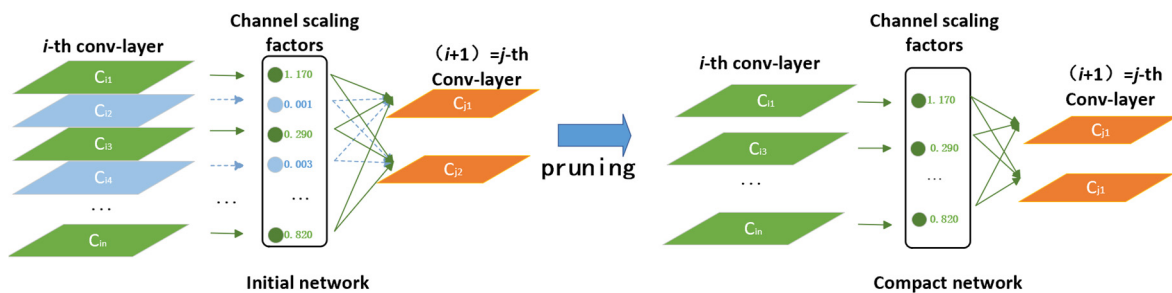 Channel scaling
factors
i-th conv-layer
(i+1) =j-th
Conv-layer
Ci1
Ci2
Ci3
Ci4
...
Cin
...
1.170
0.001
0.290
0.003
...
0.820
Cj1
Cj2
Initial network
pruning
Channel scaling
factors
i-th conv-layer
(i+1) =j-th
Conv-layer
Ci1
Ci3
...
Cin
1.170
0.290
...
0.820
Cj1
Cj1
Compact network